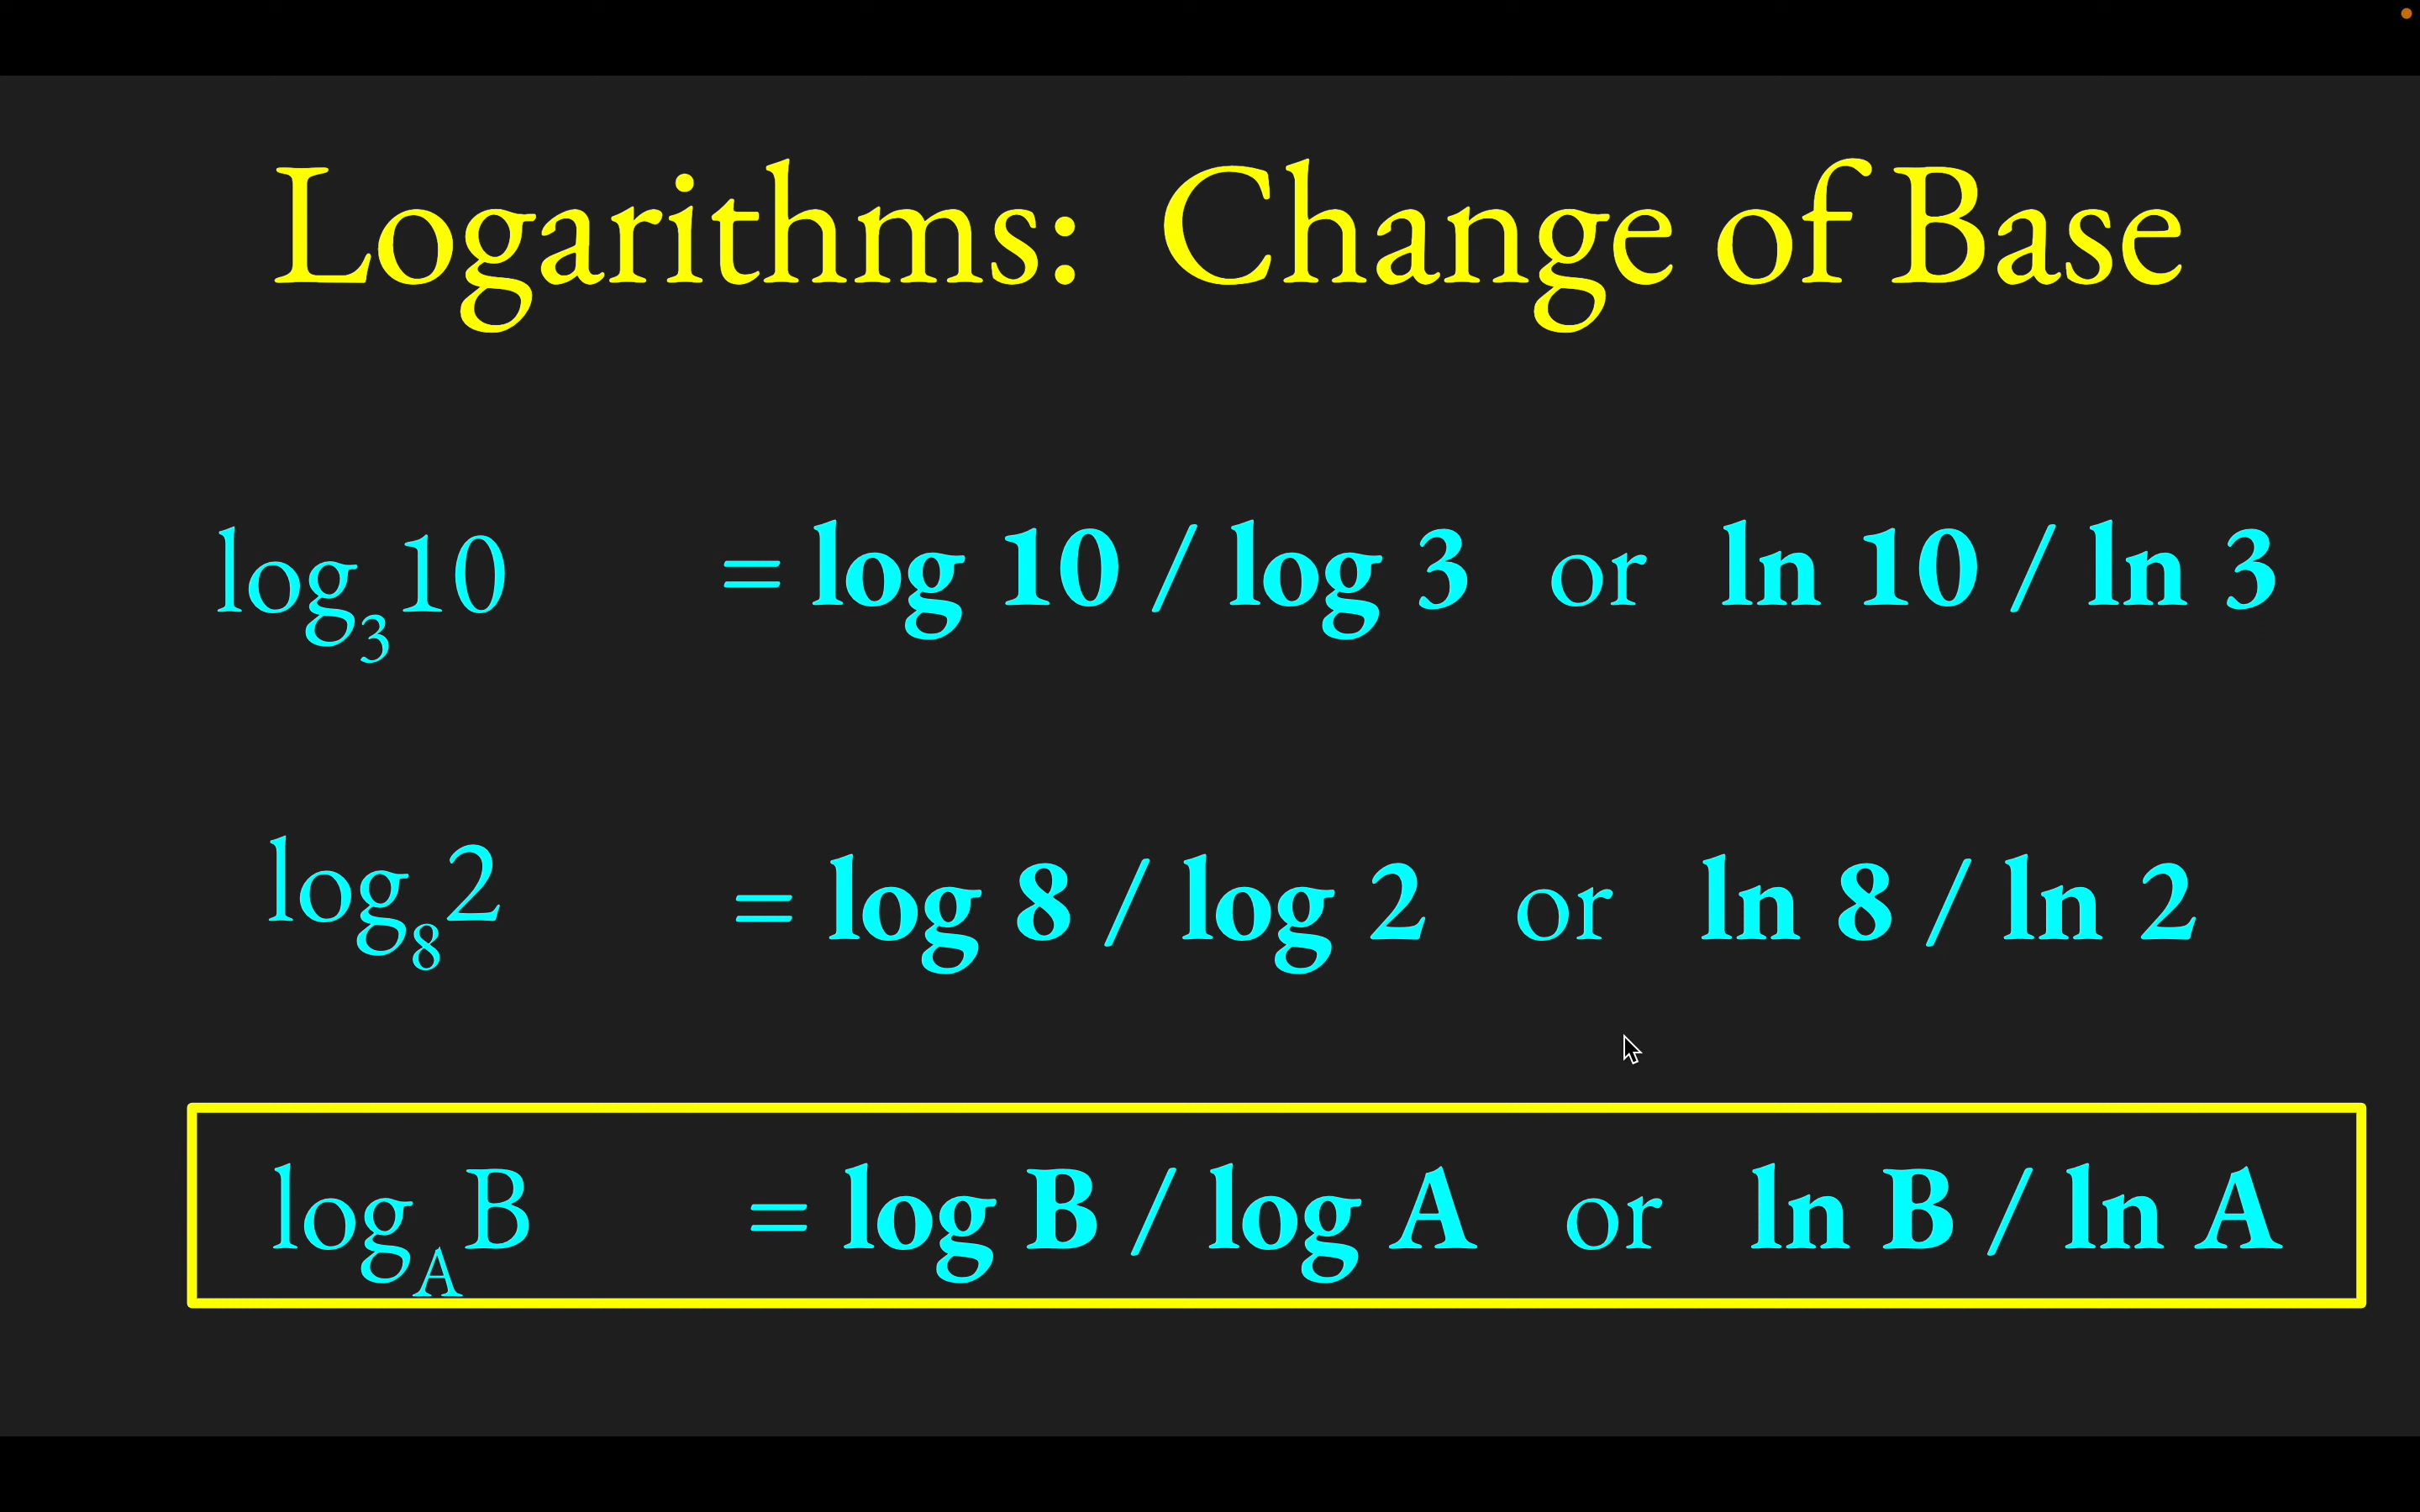 Logarithms: Change of Base
log₃10 = log 10 / log 3 or ln 10 / ln 3
log₈2 = log 8 / log 2 or ln 8 / ln 2
log_A B = log B / log A or ln B / ln A